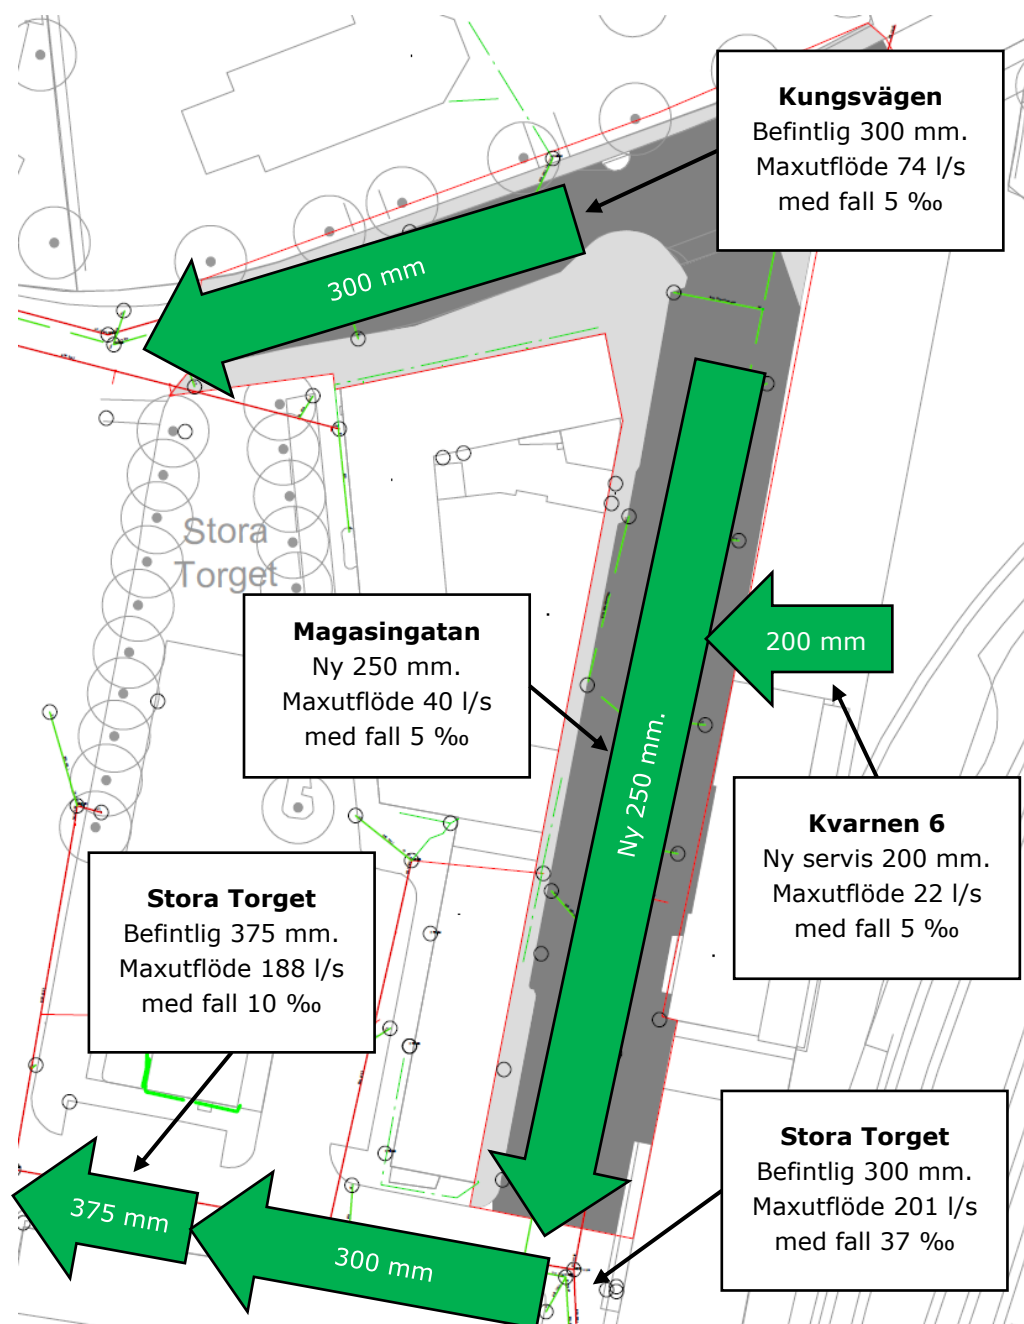 Kungsvägen
Befintlig 300 mm.
Maxutflöde 74 l/s
med fall 5 ‰
300 mm
Stora
Torget
Magasingatan
Ny 250 mm.
Maxutflöde 40 l/s
med fall 5 ‰
200 mm
Ny 250 mm.
Kvarnen 6
Ny servis 200 mm.
Maxutflöde 22 l/s
med fall 5 ‰
Stora Torget
Befintlig 375 mm.
Maxutflöde 188 l/s
med fall 10 ‰
Stora Torget
Befintlig 300 mm.
Maxutflöde 201 l/s
med fall 37 ‰
375 mm
300 mm